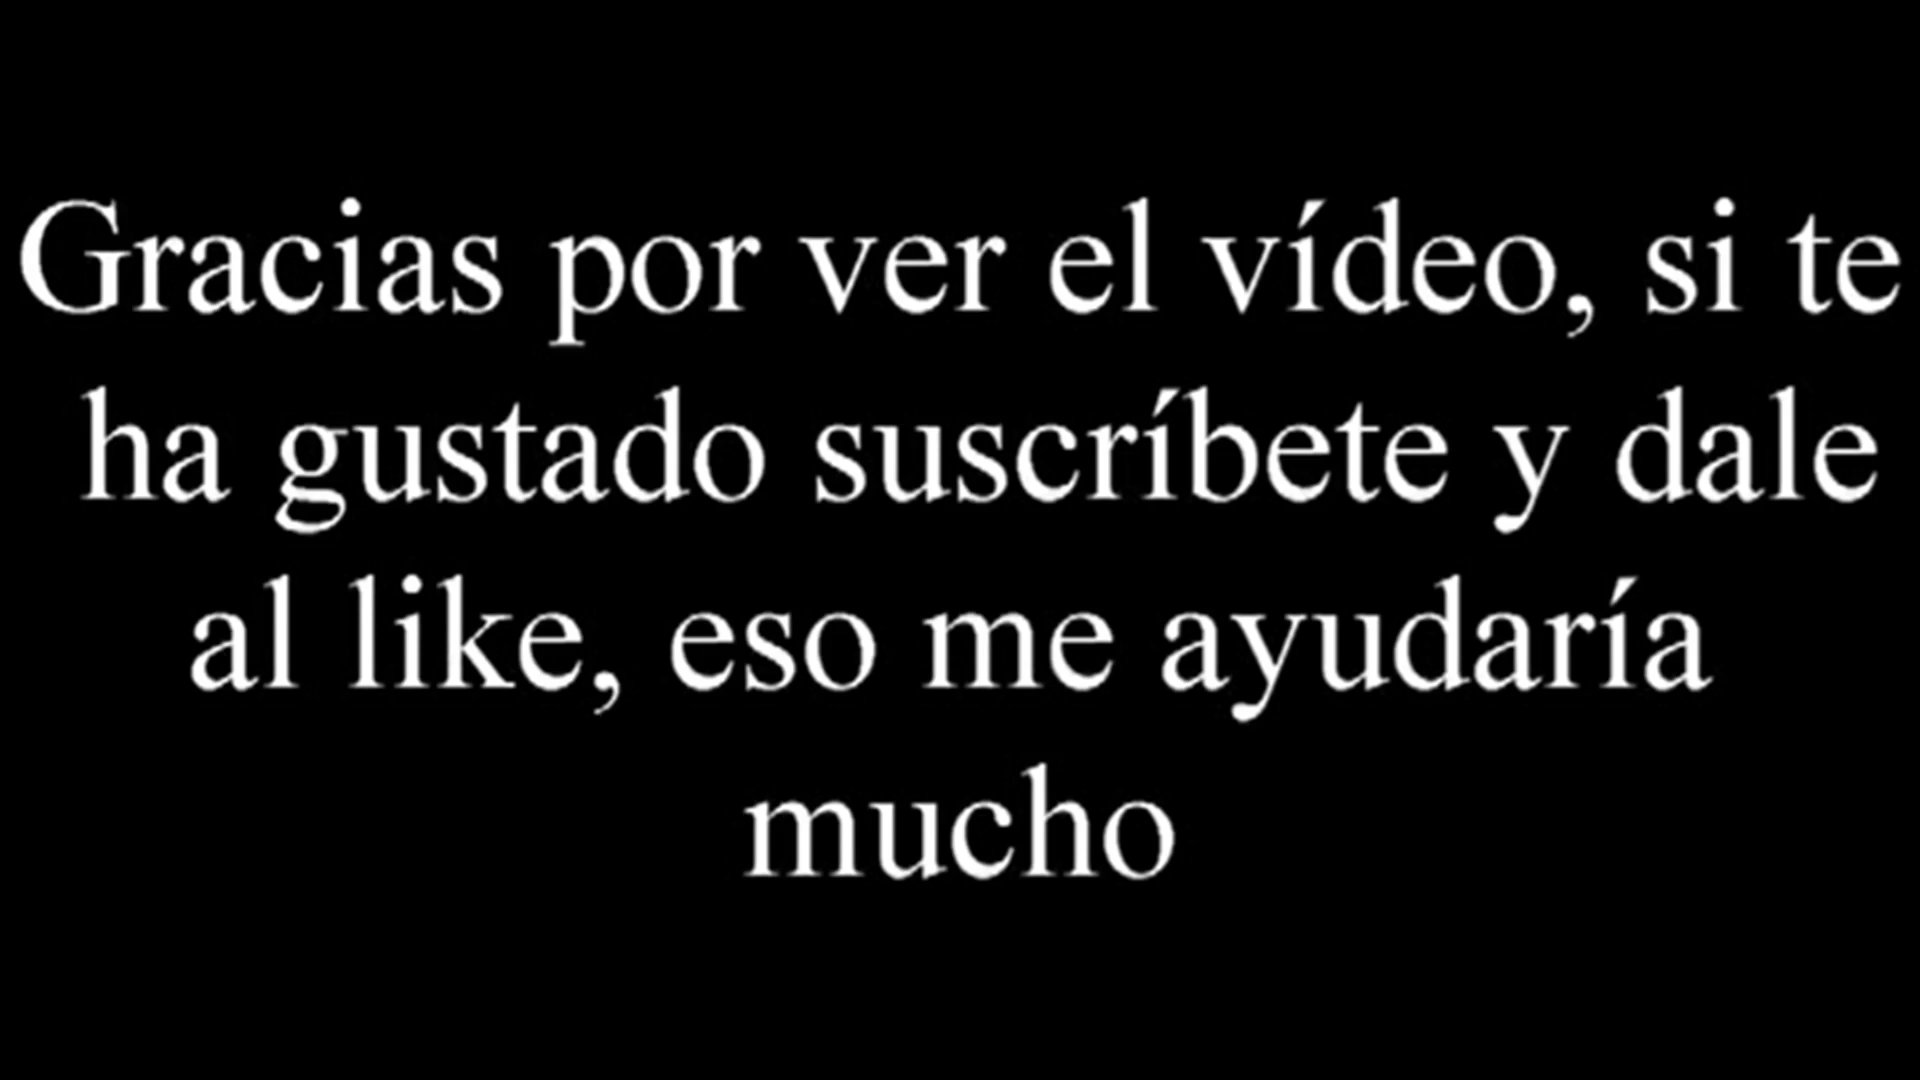 Gracias por ver el vídeo, si te
ha gustado suscríbete y dale
al like, eso me ayudaría
mucho